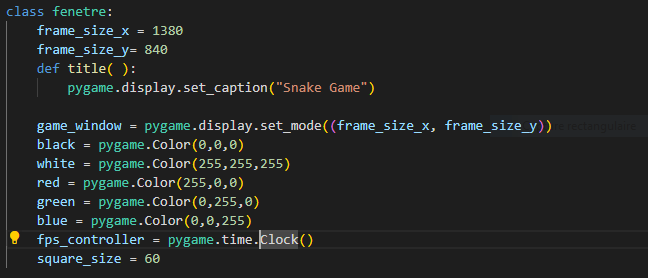 class fenetre:
    frame_size_x = 1380
    frame_size_y= 840
    def title( ):
        pygame.display.set_caption("Snake Game")

    game_window = pygame.display.set_mode((frame_size_x, frame_size_y))
    black = pygame.Color(0,0,0)
    white = pygame.Color(255,255,255)
    red = pygame.Color(255,0,0)
    green = pygame.Color(0,255,0)
    blue = pygame.Color(0,0,255)
    fps_controller = pygame.time.Clock()
    square_size = 60